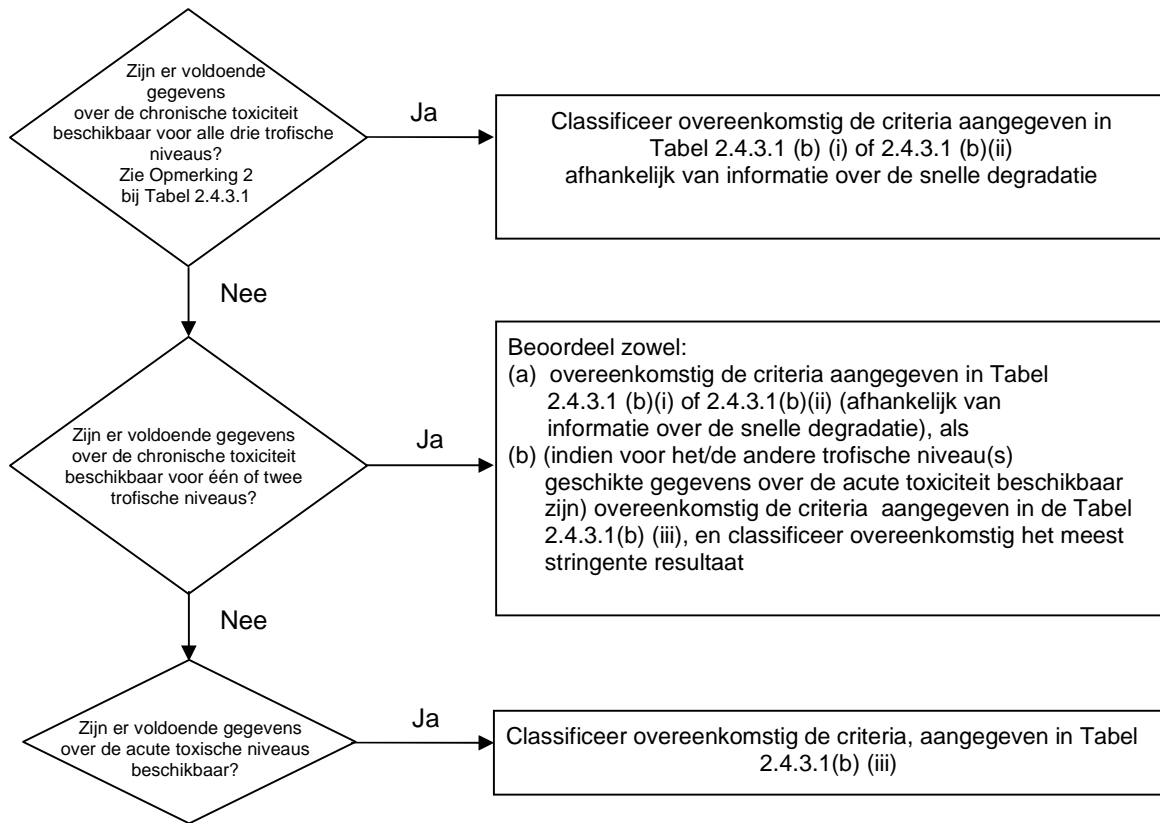 Zijn er voldoende
gegevens
over de chronische toxiciteit
beschikbaar voor alle drie trofische
niveaus?
Zie Opmerking 2
bij Tabel 2.4.3.1
Ja
Classificeer overeenkomstig de criteria aangegeven in
Tabel 2.4.3.1 (b) (i) of 2.4.3.1 (b)(ii)
afhankelijk van informatie over de snelle degradatie
Nee
Zijn er voldoende gegevens
over de chronische toxiciteit
beschikbaar voor één of twee
trofische niveaus?
Ja
Beoordeel zowel:
(a) overeenkomstig de criteria aangegeven in Tabel
2.4.3.1 (b)(i) of 2.4.3.1(b)(ii) (afhankelijk van
informatie over de snelle degradatie), als
(b) (indien voor het/de andere trofische niveau(s)
geschikte gegevens over de acute toxiciteit beschikbaar
zijn) overeenkomstig de criteria aangegeven in de Tabel
2.4.3.1(b) (iii), en classificeer overeenkomstig het meest
stringente resultaat
Nee
Zijn er voldoende gegevens
over de acute toxische niveaus
beschikbaar?
Ja
Classificeer overeenkomstig de criteria, aangegeven in Tabel
2.4.3.1(b) (iii)